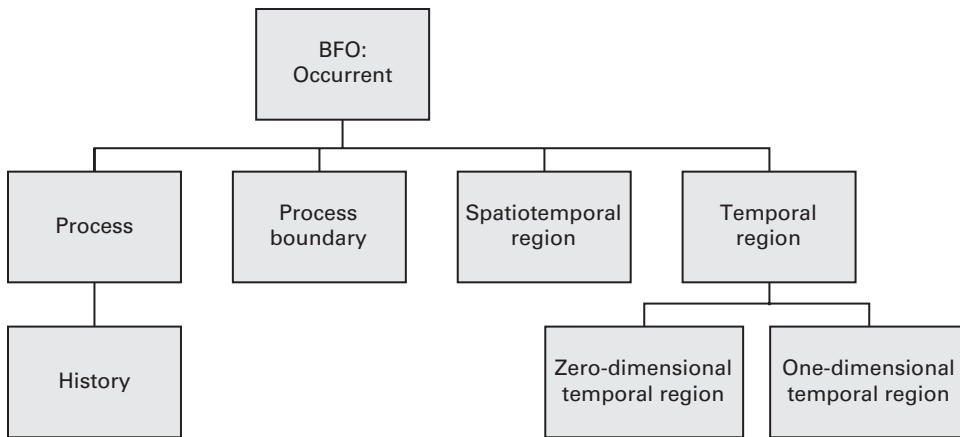 BFO:
Occurrent
Process
Process
boundary
Spatiotemporal
region
Temporal
region
History
Zero-dimensional
temporal region
One-dimensional
temporal region